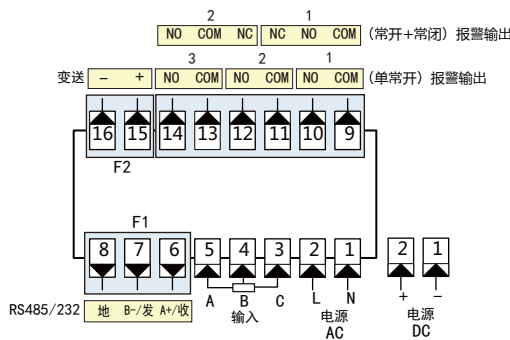 2 1
NO COM NC NC NO COM (常开+常闭) 报警输出
3 2 1
变送 - + NO COM NO COM NO COM (单常开) 报警输出
16 15 14 13 12 11 10 9
F2
F1
8 7 6 5 4 3 2 1 2 1
A B C L N + -
RS485/232 地 B-/发 A+/收 输入 电源 电源
AC DC